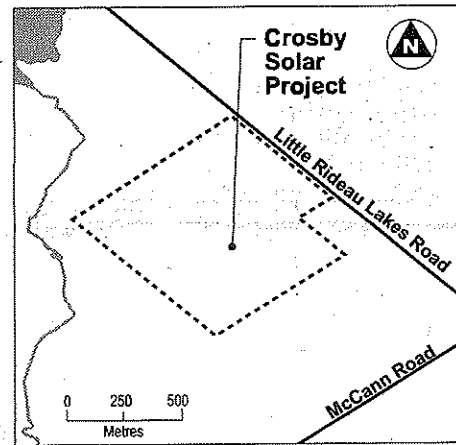 Crosby
Solar
Project
N
Little Rideau Lakes Road
McCann Road
0 250 500
Metres